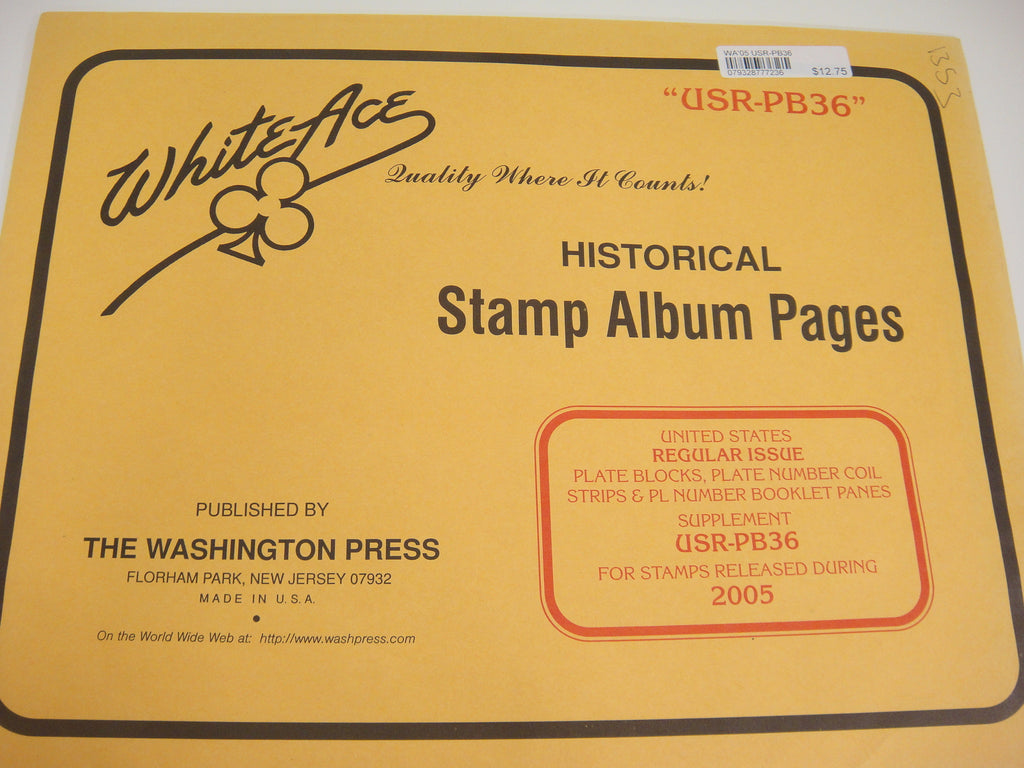 WA'05 USR-PB36
079328777236 $12.75
B53
"USR-PB36"
WhiteAce
Quality Where It Counts!
HISTORICAL
Stamp Album Pages
UNITED STATES
REGULAR ISSUE
PLATE BLOCKS, PLATE NUMBER COIL
STRIPS & PL NUMBER BOOKLET PANES
SUPPLEMENT
USR-PB36
FOR STAMPS RELEASED DURING
2005
PUBLISHED BY
THE WASHINGTON PRESS
FLORHAM PARK, NEW JERSEY 07932
MADE IN U.S.A.
On the World Wide Web at: http://www.washpress.com